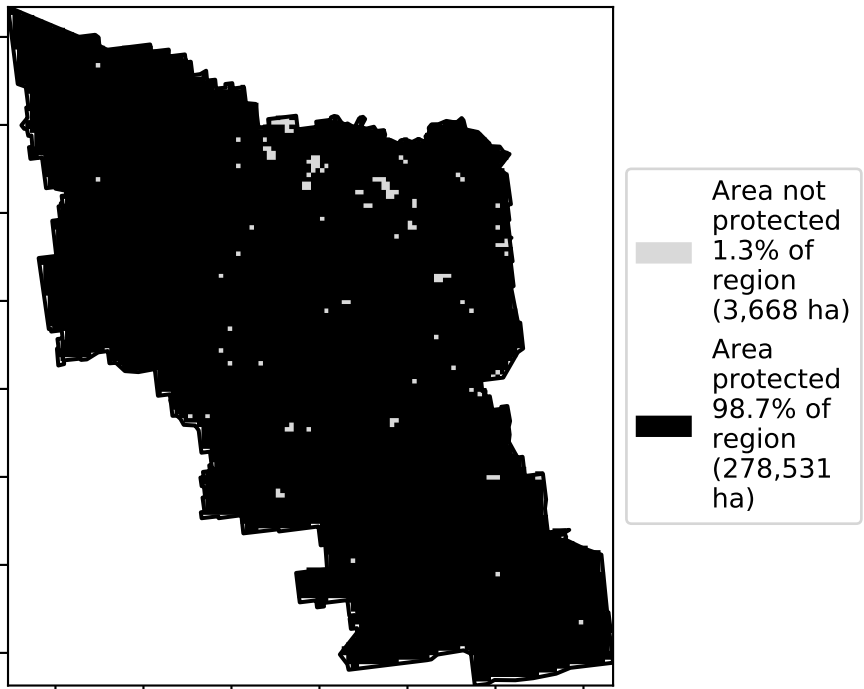 Area not
protected
1.3% of
region
(3,668 ha)
Area
protected
98.7% of
region
(278,531
ha)